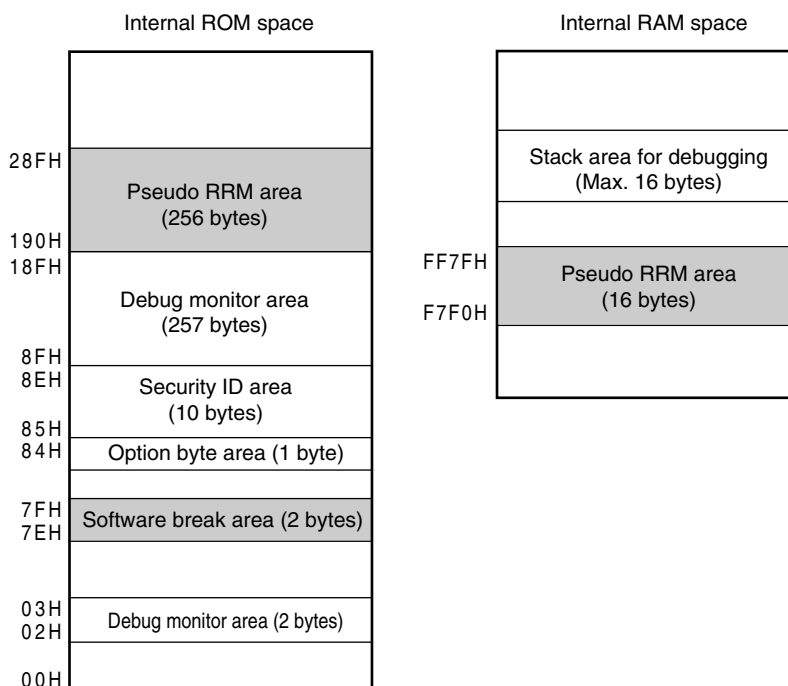 Internal ROM space
28FH
Pseudo RRM area
(256 bytes)
190H
18FH
Debug monitor area
(257 bytes)
8FH
8EH
Security ID area
(10 bytes)
85H
84H
Option byte area (1 byte)
7FH
Software break area (2 bytes)
7EH
03H
Debug monitor area (2 bytes)
02H
00H
Internal RAM space
Stack area for debugging
(Max. 16 bytes)
FF7FH
Pseudo RRM area
(16 bytes)
F7F0H